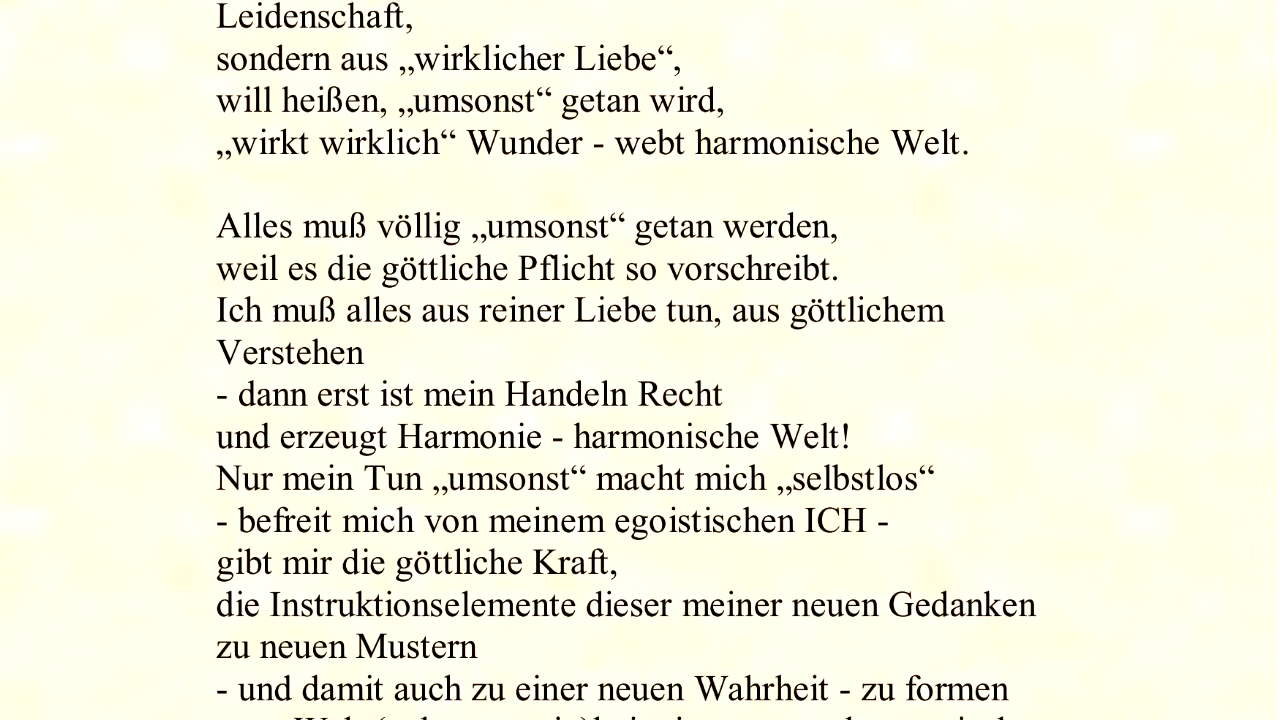 Leidenschaft,
sondern aus „wirklicher Liebe“,
will heißen, „umsonst“ getan wird,
„wirkt wirklich“ Wunder - webt harmonische Welt.
Alles muß völlig „umsonst“ getan werden,
weil es die göttliche Pflicht so vorschreibt.
Ich muß alles aus reiner Liebe tun, aus göttlichem
Verstehen
- dann erst ist mein Handeln Recht
und erzeugt Harmonie - harmonische Welt!
Nur mein Tun „umsonst“ macht mich „selbstlos“
- befreit mich von meinem egoistischen ICH -
gibt mir die göttliche Kraft,
die Instruktionselemente dieser meiner neuen Gedanken
zu neuen Mustern
- und damit auch zu einer neuen Wahrheit - zu formen